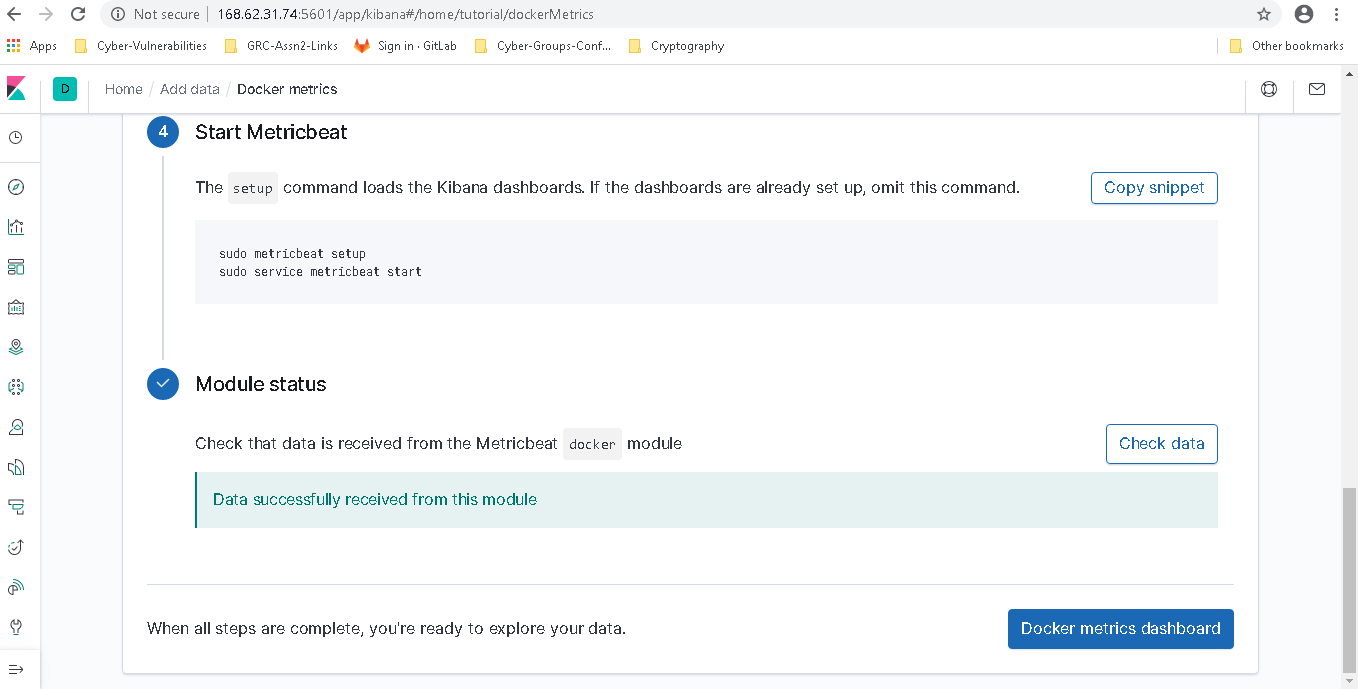 Not secure | 168.62.31.74:5601/app/kibana#/home/tutorial/dockerMetrics
Apps Cyber-Vulnerabilities GRC-Assn2-Links Sign in · GitLab Cyber-Groups-Conf... Cryptography Other bookmarks
D Home / Add data / Docker metrics
4 Start Metricbeat
The setup command loads the Kibana dashboards. If the dashboards are already set up, omit this command. Copy snippet
sudo metricbeat setup
sudo service metricbeat start
Module status
Check that data is received from the Metricbeat docker module Check data
Data successfully received from this module
When all steps are complete, you're ready to explore your data. Docker metrics dashboard